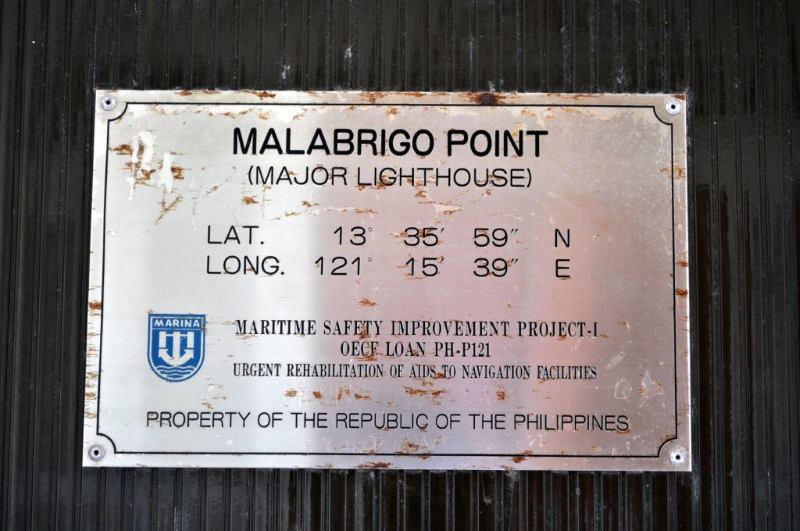 MALABRIGO POINT
(MAJOR LIGHTHOUSE)
LAT. 13° 35′ 59″ N
LONG. 121° 15′ 39″ E
MARINA
MARITIME SAFETY IMPROVEMENT PROJECT-I
OECF LOAN PH-P121
URGENT REHABILITATION OF AIDS TO NAVIGATION FACILITIES
PROPERTY OF THE REPUBLIC OF THE PHILIPPINES